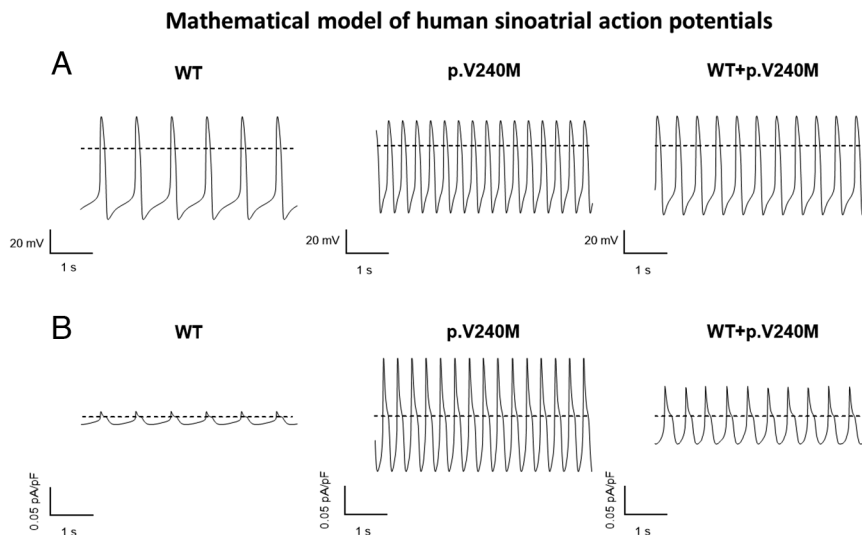 Mathematical model of human sinoatrial action potentials
A
WT
p.V240M
WT+p.V240M
20 mV
1 s
20 mV
1 s
20 mV
1 s
B
WT
p.V240M
WT+p.V240M
0.05 pA/pF
1 s
0.05 pA/pF
1 s
0.05 pA/pF
1 s